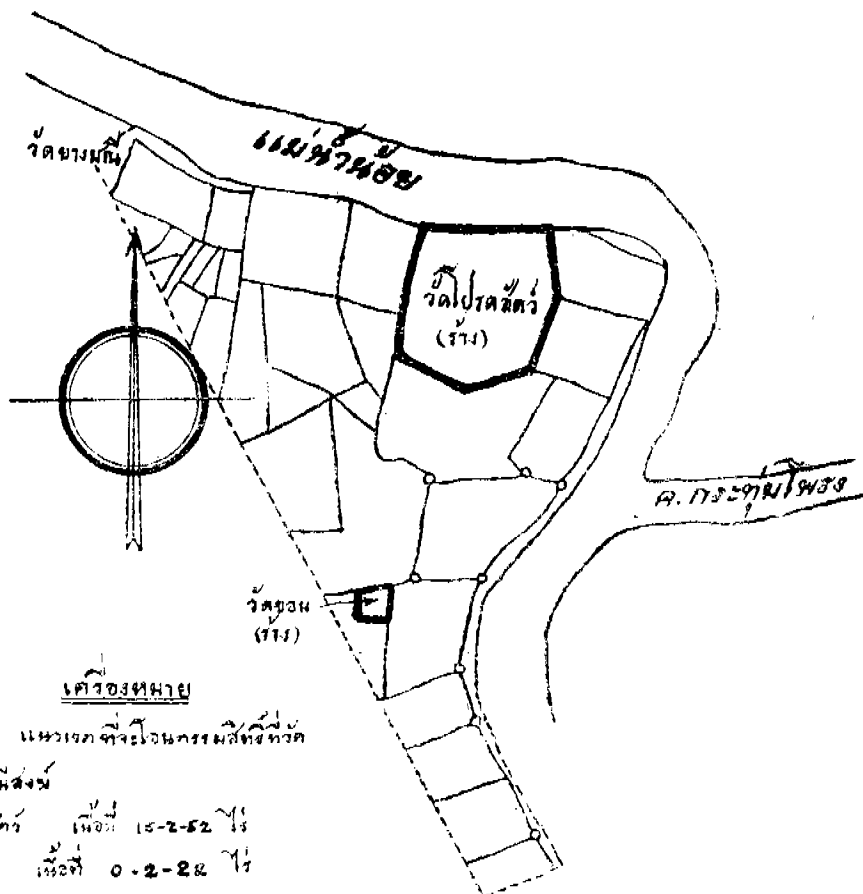 แม่น้ำน้อย
วัดยางมณี
วัดโปรดสัตว์
(ร้าง)
ค.กระทุ่มโพรง
วัดขอน
(ร้าง)
เครื่องหมาย
แนวเขตที่จะโอนกรรมสิทธิ์ที่วัด
เนื้อที่ 15-2-52 ไร่
เนื้อที่ 0-2-28 ไร่